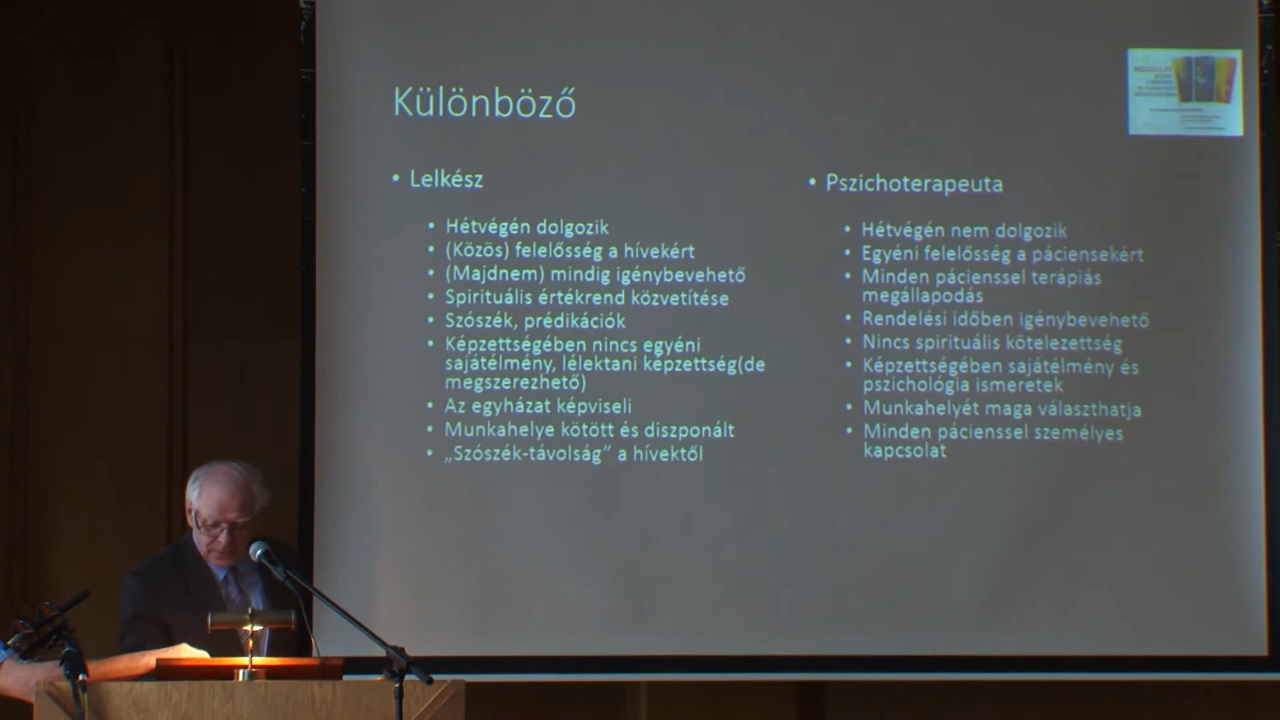 Különböző
• Lelkész
• Hétvégén dolgozik
• (Közös) felelősség a hívekért
• (Majdnem) mindig igénybevehető
• Spirituális értékrend közvetítése
• Szószék, prédikációk
• Képzettségében nincs egyéni
sajátélmény, lélektani képzettség(de
megszerezhető)
• Az egyházat képviseli
• Munkahelye kötött és diszponált
• „Szószék-távolság” a hívektől
• Pszichoterapeuta
• Hétvégén nem dolgozik
• Egyéni felelősség a páciensekért
• Minden pácienssel terápiás
megállapodás
• Rendelési időben igénybevehető
• Nincs spirituális kötelezettség
• Képzettségében sajátélmény és
pszichológia ismeretek
• Munkahelyét maga választhatja
• Minden pácienssel személyes
kapcsolat